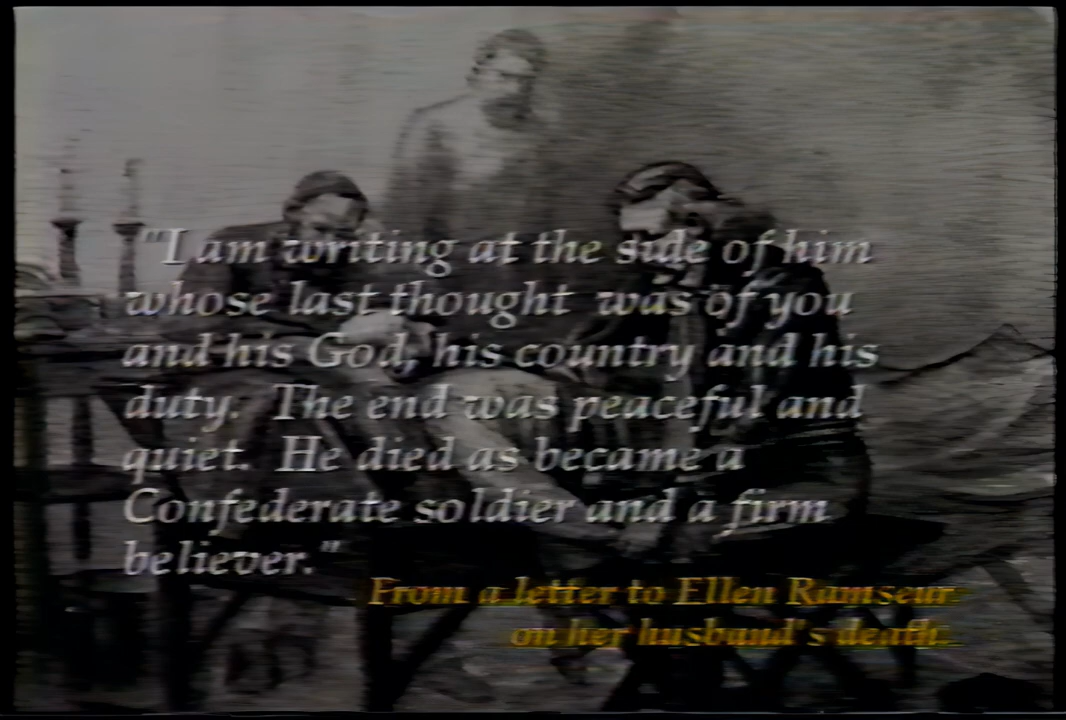 "I am writing at the side of him
whose last thought was of you
and his God, his country and his
duty. The end was peaceful and
quiet. He died as became a
Confederate soldier and a firm
believer."
From a letter to Ellen Ramseur
on her husband's death.